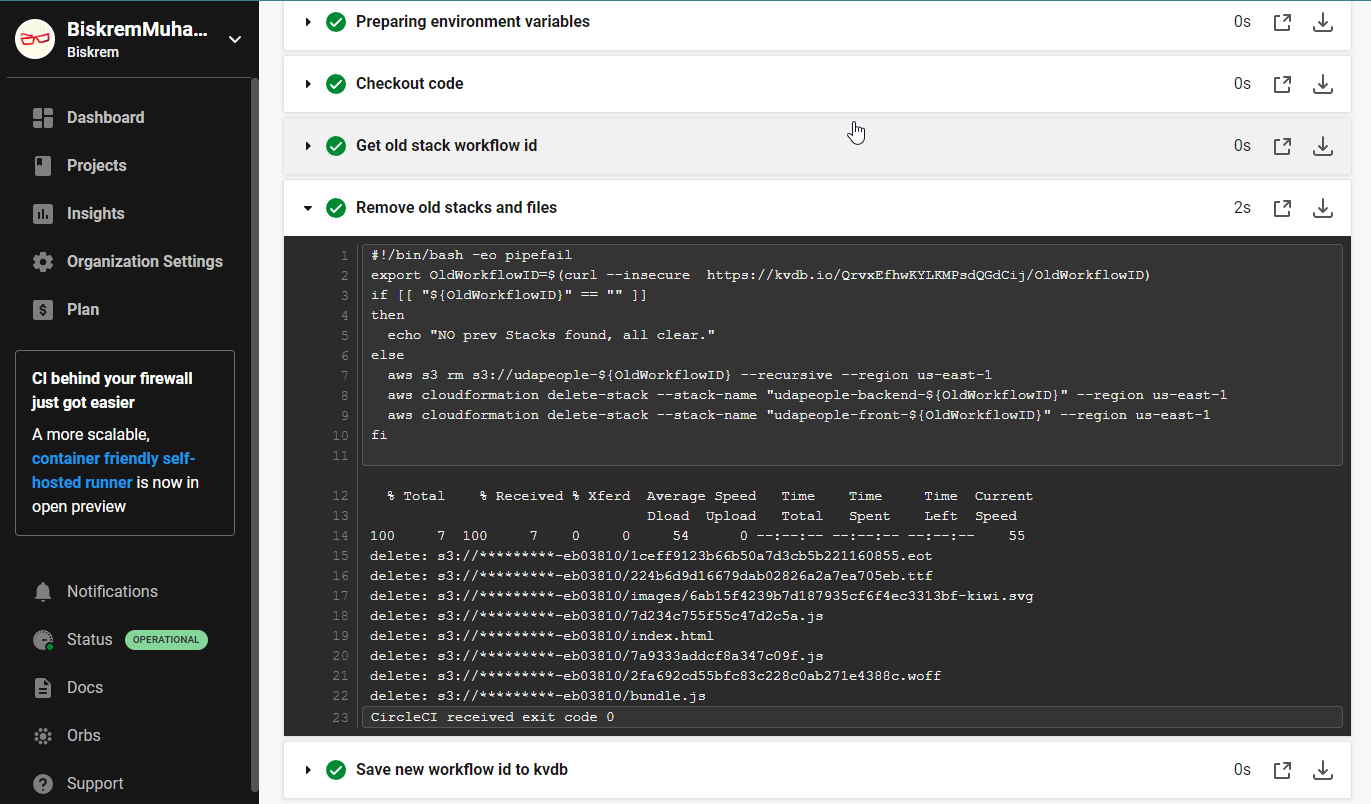 BiskremMuha...
Biskrem
Dashboard
Projects
Insights
Organization Settings
Plan
CI behind your firewall
just got easier
A more scalable,
container friendly self-
hosted runner is now in
open preview
Notifications
Status OPERATIONAL
Docs
Orbs
Support
Preparing environment variables 0s
Checkout code 0s
Get old stack workflow id 0s
Remove old stacks and files 2s
1 #!/bin/bash -eo pipefail
2 export OldWorkflowID=$(curl --insecure  https://kvdb.io/QrvxEfhwKYLKMPsdQGdCij/OldWorkflowID)
3 if [[ "${OldWorkflowID}" == "" ]]
4 then
5   echo "NO prev Stacks found, all clear."
6 else
7   aws s3 rm s3://udapeople-${OldWorkflowID} --recursive --region us-east-1
8   aws cloudformation delete-stack --stack-name "udapeople-backend-${OldWorkflowID}" --region us-east-1
9   aws cloudformation delete-stack --stack-name "udapeople-front-${OldWorkflowID}" --region us-east-1
10 fi
11
12   % Total    % Received % Xferd  Average Speed   Time    Time     Time  Current
13                                  Dload  Upload   Total   Spent    Left  Speed
14 100     7  100     7    0     0     54      0 --:--:-- --:--:-- --:--:--    55
15 delete: s3://*********-eb03810/1ceff9123b66b50a7d3cb5b221160855.eot
16 delete: s3://*********-eb03810/224b6d9d16679dab02826a2a7ea705eb.ttf
17 delete: s3://*********-eb03810/images/6ab15f4239b7d187935cf6f4ec3313bf-kiwi.svg
18 delete: s3://*********-eb03810/7d234c755f55c47d2c5a.js
19 delete: s3://*********-eb03810/index.html
20 delete: s3://*********-eb03810/7a9333addcf8a347c09f.js
21 delete: s3://*********-eb03810/2fa692cd55bfc83c228c0ab271e4388c.woff
22 delete: s3://*********-eb03810/bundle.js
23 CircleCI received exit code 0
Save new workflow id to kvdb 0s